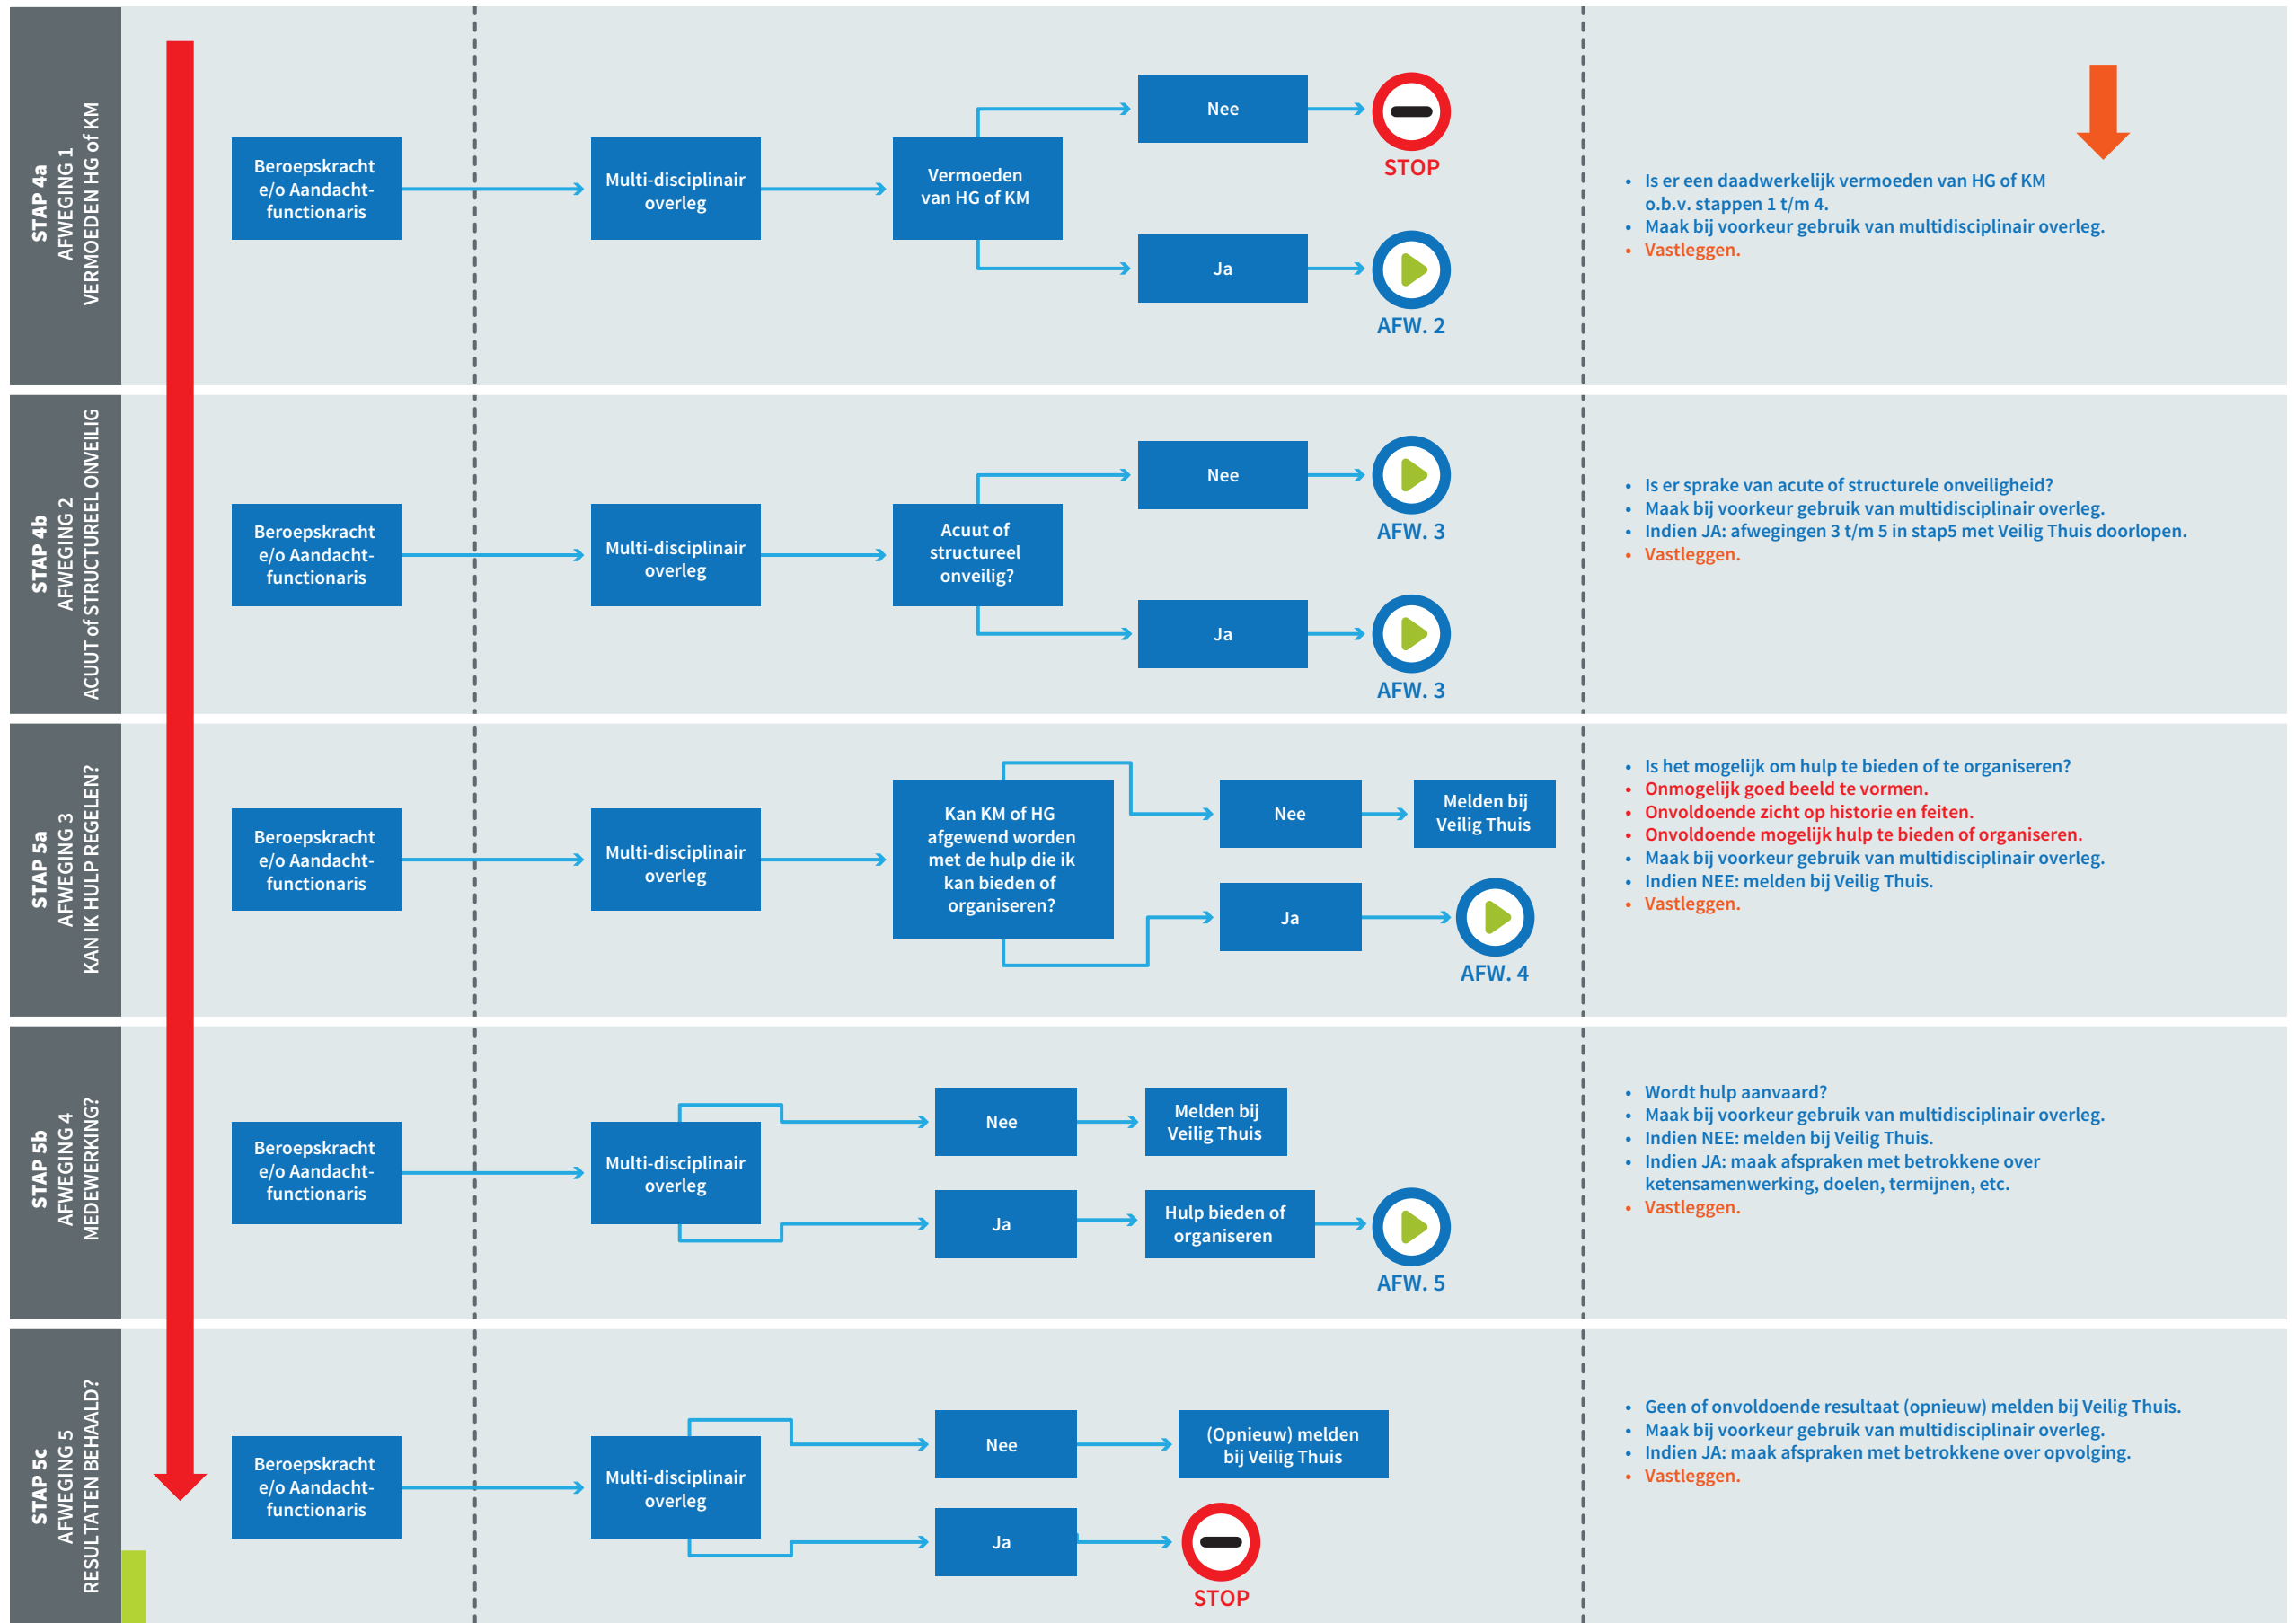 STAP 4a
AFWEGING 1
VERMOEDEN HG of KM
Beroepskracht
e/o Aandacht-
functionaris
Multi-disciplinair
overleg
Vermoeden
van HG of KM
Nee
STOP
Ja
AFW. 2
• Is er een daadwerkelijk vermoeden van HG of KM
o.b.v. stappen 1 t/m 4.
• Maak bij voorkeur gebruik van multidisciplinair overleg.
• Vastleggen.
STAP 4b
AFWEGING 2
ACUUT of STRUCTUREEL ONVEILIG
Beroepskracht
e/o Aandacht-
functionaris
Multi-disciplinair
overleg
Acuut of
structureel
onveilig?
Nee
AFW. 3
Ja
AFW. 3
• Is er sprake van acute of structurele onveiligheid?
• Maak bij voorkeur gebruik van multidisciplinair overleg.
• Indien JA: afwegingen 3 t/m 5 in stap5 met Veilig Thuis doorlopen.
• Vastleggen.
STAP 5a
AFWEGING 3
KAN IK HULP REGELEN?
Beroepskracht
e/o Aandacht-
functionaris
Multi-disciplinair
overleg
Kan KM of HG
afgewend worden
met de hulp die ik
kan bieden of
organiseren?
Nee
Melden bij
Veilig Thuis
Ja
AFW. 4
• Is het mogelijk om hulp te bieden of te organiseren?
• Onmogelijk goed beeld te vormen.
• Onvoldoende zicht op historie en feiten.
• Onvoldoende mogelijk hulp te bieden of organiseren.
• Maak bij voorkeur gebruik van multidisciplinair overleg.
• Indien NEE: melden bij Veilig Thuis.
• Vastleggen.
STAP 5b
AFWEGING 4
MEDEWERKING?
Beroepskracht
e/o Aandacht-
functionaris
Multi-disciplinair
overleg
Nee
Melden bij
Veilig Thuis
Ja
Hulp bieden of
organiseren
AFW. 5
• Wordt hulp aanvaard?
• Maak bij voorkeur gebruik van multidisciplinair overleg.
• Indien NEE: melden bij Veilig Thuis.
• Indien JA: maak afspraken met betrokkene over
ketensamenwerking, doelen, termijnen, etc.
• Vastleggen.
STAP 5c
AFWEGING 5
RESULTATEN BEHAALD?
Beroepskracht
e/o Aandacht-
functionaris
Multi-disciplinair
overleg
Nee
(Opnieuw) melden
bij Veilig Thuis
Ja
STOP
• Geen of onvoldoende resultaat (opnieuw) melden bij Veilig Thuis.
• Maak bij voorkeur gebruik van multidisciplinair overleg.
• Indien JA: maak afspraken met betrokkene over opvolging.
• Vastleggen.